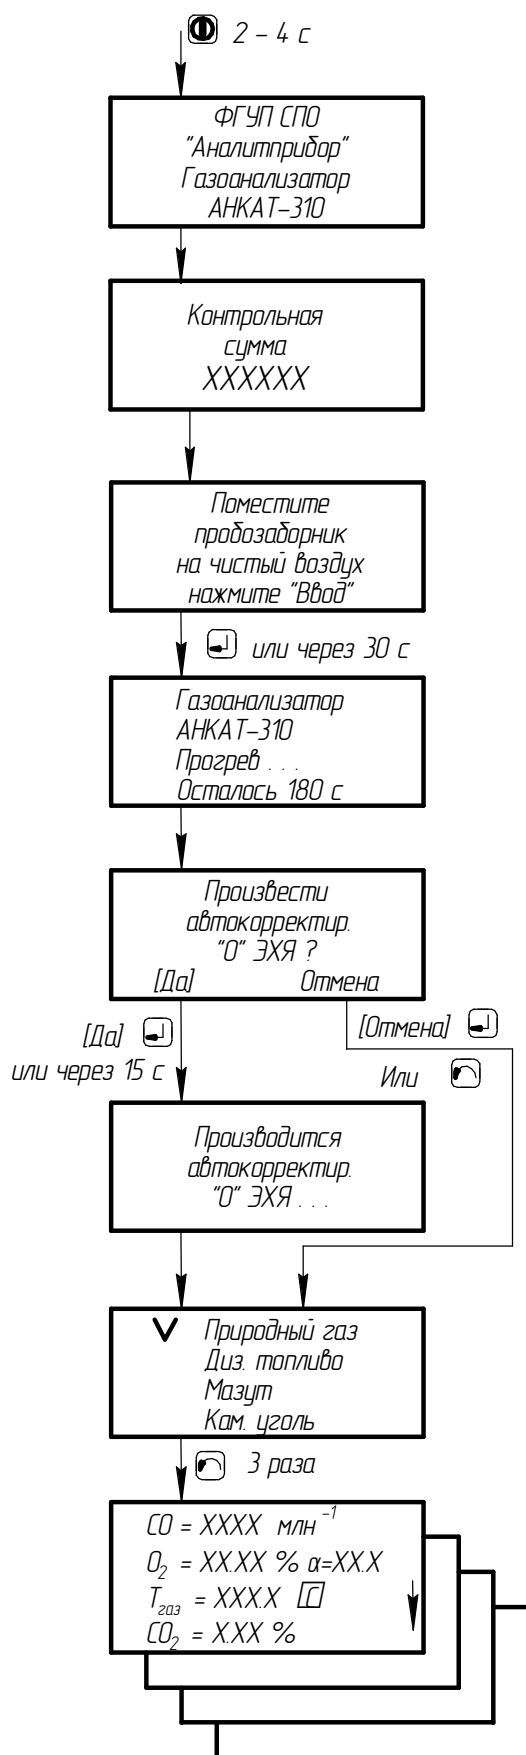 2 – 4 с
ФГУП СПО
"Аналитприбор"
Газоанализатор
АНКАТ–310
Контрольная
сумма
XXXXXX
Поместите
пробозаборник
на чистый воздух
нажмите "Ввод"
или через 30 с
Газоанализатор
АНКАТ–310
Прогрев . . .
Осталось 180 с
Произвести
автокорректир.
"0" ЭХЯ ?
[Да] Отмена
[Да]
или через 15 с
[Отмена]
Или
Производится
автокорректир.
"0" ЭХЯ . . .
Природный газ
Диз. топливо
Мазут
Кам. уголь
3 раза
CO = XXXX млн⁻¹
O₂ = XX.XX % α=XX.X
Tгаз = XXX.X [C]
CO₂ = X.XX %